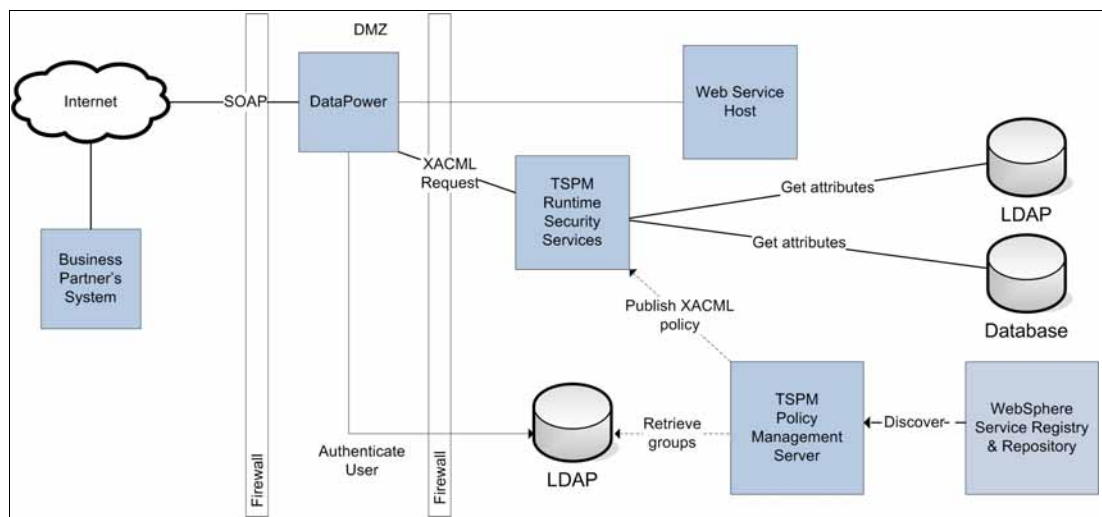 DMZ
Internet
SOAP
DataPower
Web Service
Host
XACML
Request
TSPM
Runtime
Security
Services
Get attributes
LDAP
Get attributes
Database
Business
Partner's
System
Publish XACML
policy
TSPM
Policy
Management
Server
Discover
WebSphere
Service Registry
& Repository
Retrieve
groups
LDAP
Authenticate
User
Firewall
Firewall